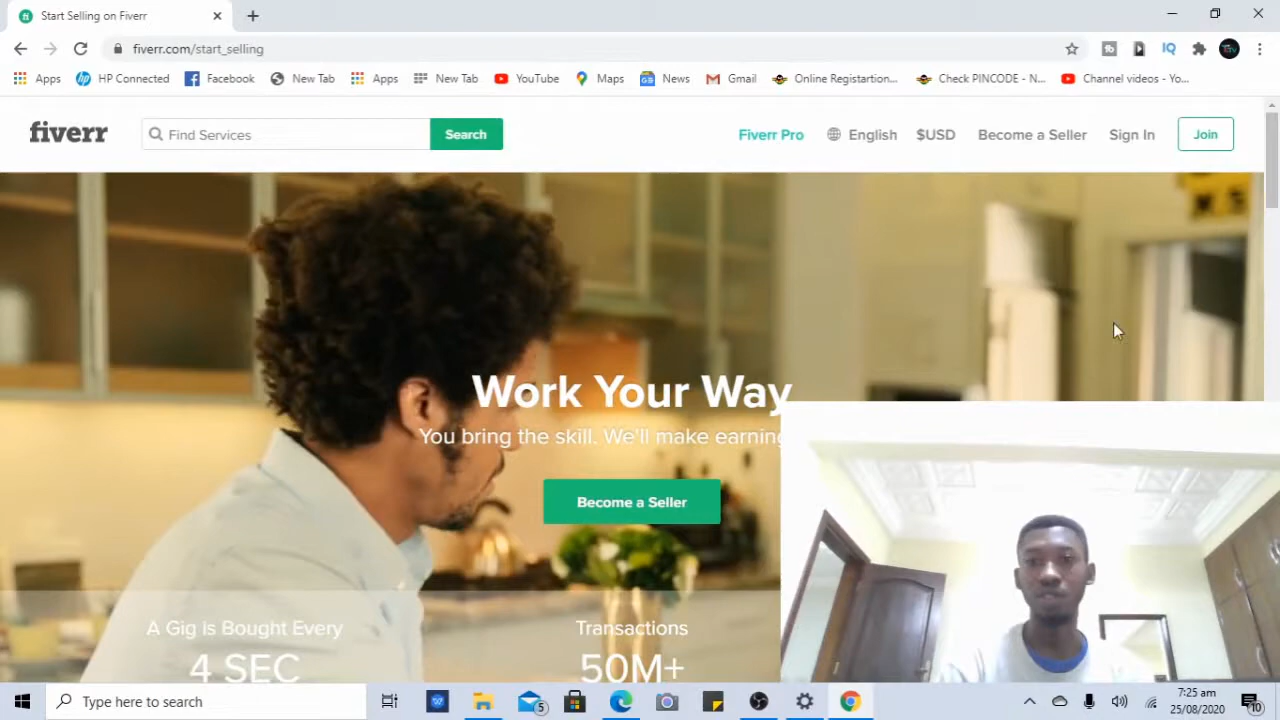 Start Selling on Fiverr
fiverr.com/start_selling
Apps HP Connected Facebook New Tab Apps New Tab YouTube Maps News Gmail Online Registartion... Check PINCODE - N... Channel videos - Yo...
fiverr Find Services Search Fiverr Pro English $USD Become a Seller Sign In Join
Work Your Way
You bring the skill. We'll make earning
Become a Seller
A Gig is Bought Every Transactions
4 SEC 50M+
Type here to search 5 7:25 am
25/08/2020 10